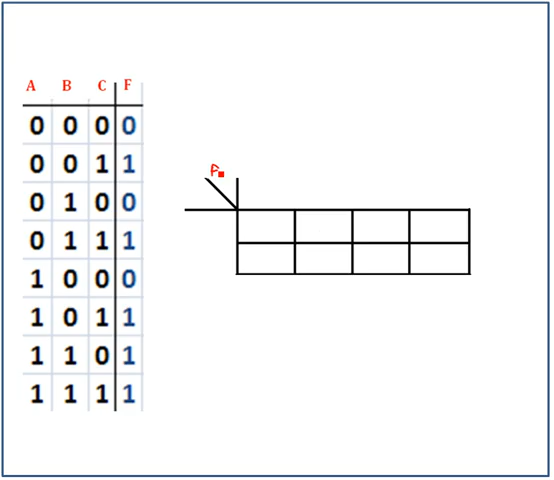 A B C F
0 0 0 0
0 0 1 1
0 1 0 0
0 1 1 1
1 0 0 0
1 0 1 1
1 1 0 1
1 1 1 1